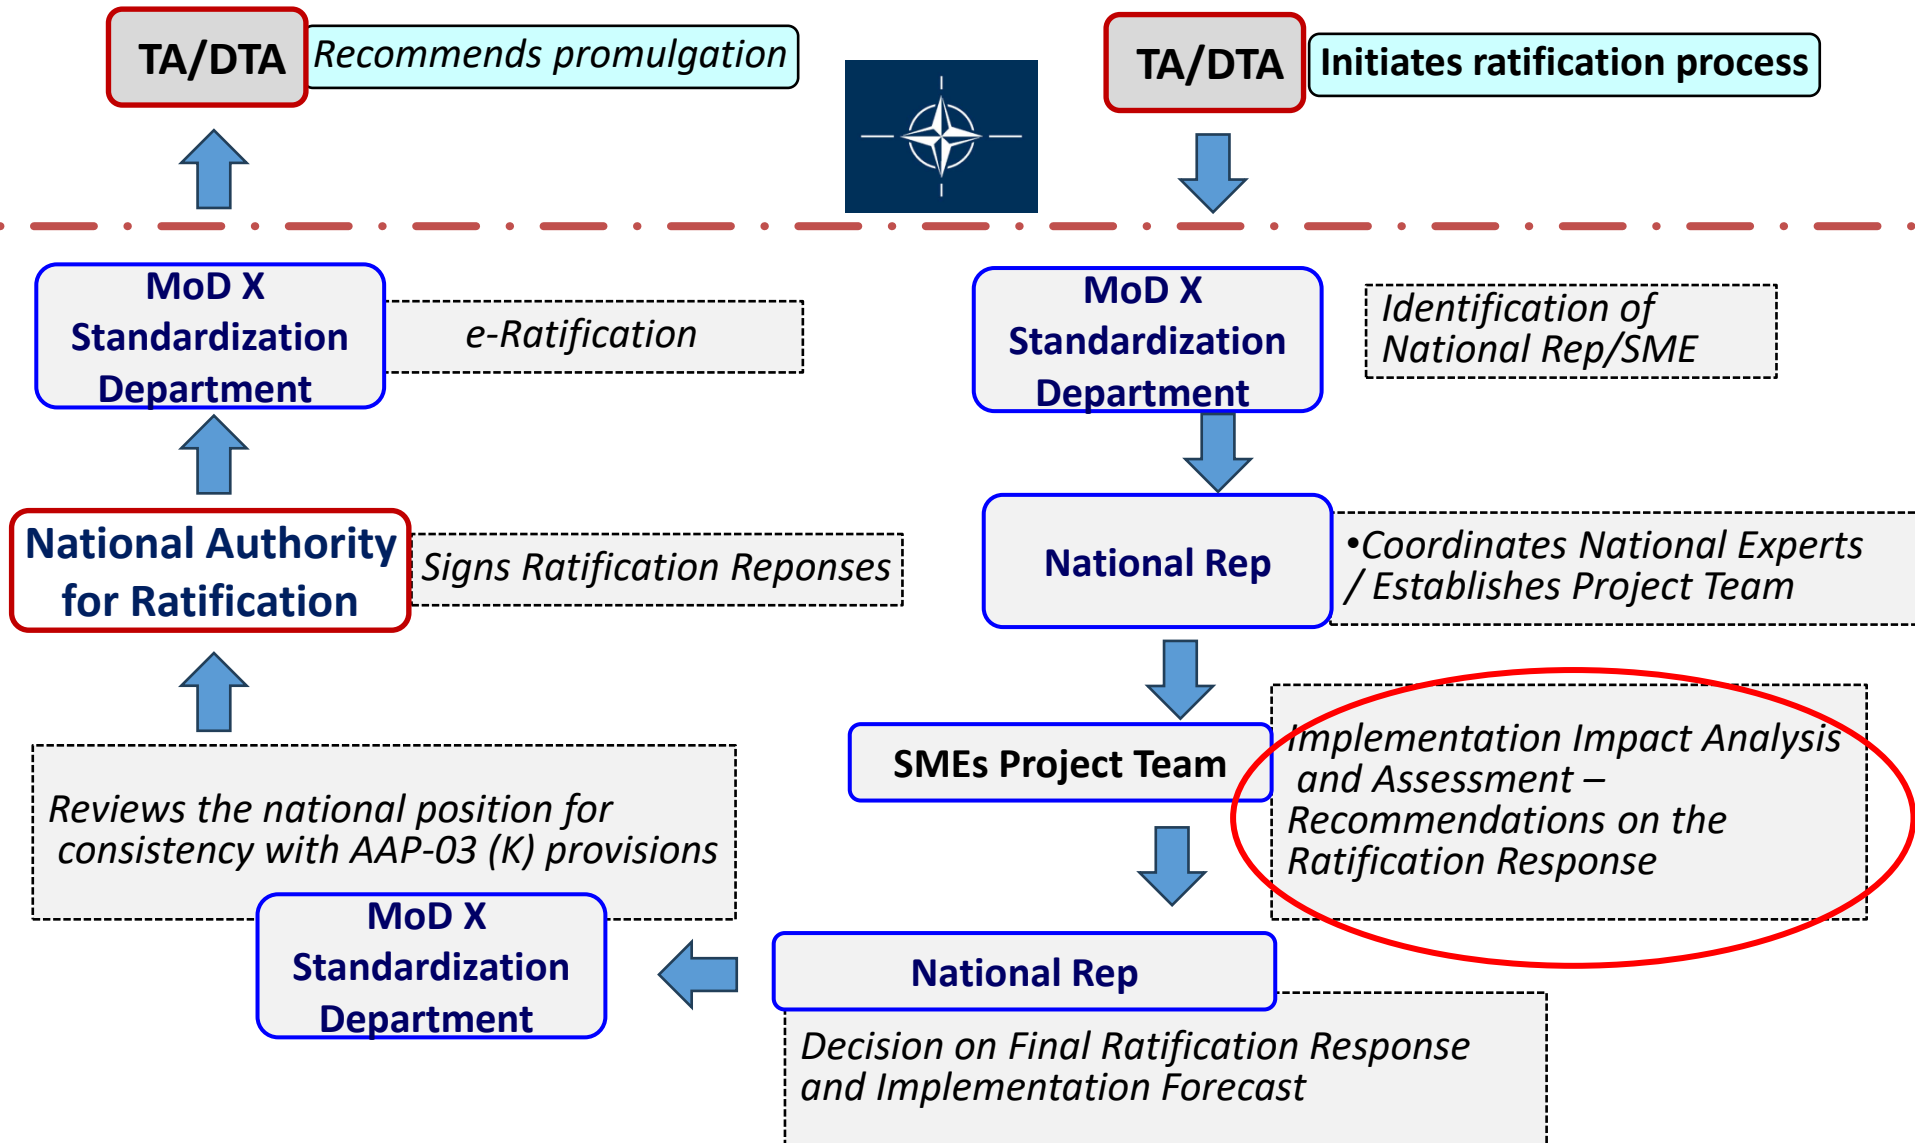 TA/DTA
Recommends promulgation
TA/DTA
Initiates ratification process
MoD X
Standardization
Department
e-Ratification
MoD X
Standardization
Department
Identification of
National Rep/SME
National Authority
for Ratification
Signs Ratification Reponses
National Rep
•Coordinates National Experts
/ Establishes Project Team
SMEs Project Team
Implementation Impact Analysis
and Assessment –
Recommendations on the
Ratification Response
Reviews the national position for
consistency with AAP-03 (K) provisions
MoD X
Standardization
Department
National Rep
Decision on Final Ratification Response
and Implementation Forecast